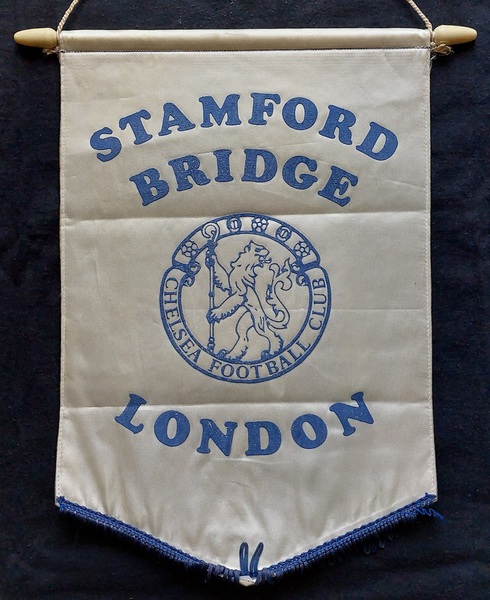 STAMFORD
BRIDGE
CHELSEA FOOTBALL CLUB
LONDON